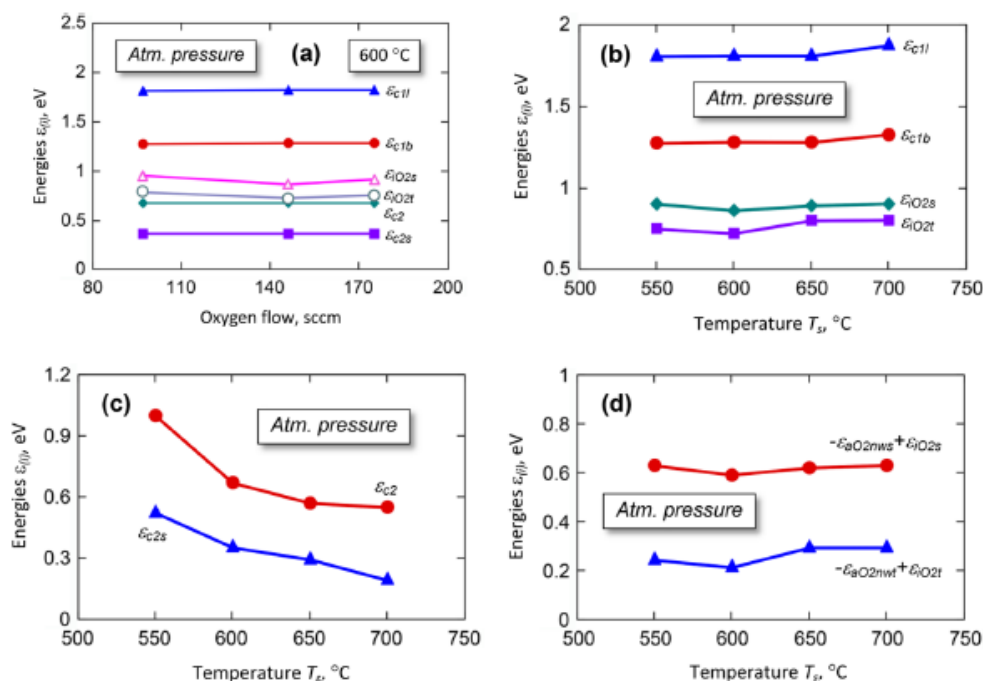 2.5
2
1.5
1
0.5
0
80
110
140
170
200
Energies ε(i), eV
Oxygen flow, sccm
Atm. pressure
(a)
600 °C
εc1l
εc1b
εiO2s
εiO2t
εc2
εc2s
2
1.5
1
0.5
500
550
600
650
700
750
Energies ε(i), eV
Temperature Ts, °C
(b)
Atm. pressure
εc1l
εc1b
εiO2s
εiO2t
1.2
0.9
0.6
0.3
0
500
550
600
650
700
750
Energies ε(i), eV
Temperature Ts, °C
(c)
Atm. pressure
εc2
εc2s
1
0.8
0.6
0.4
0.2
0
500
550
600
650
700
750
Energies ε(i), eV
Temperature Ts, °C
(d)
-εaO2nws+εiO2s
Atm. pressure
-εaO2nwt+εiO2t